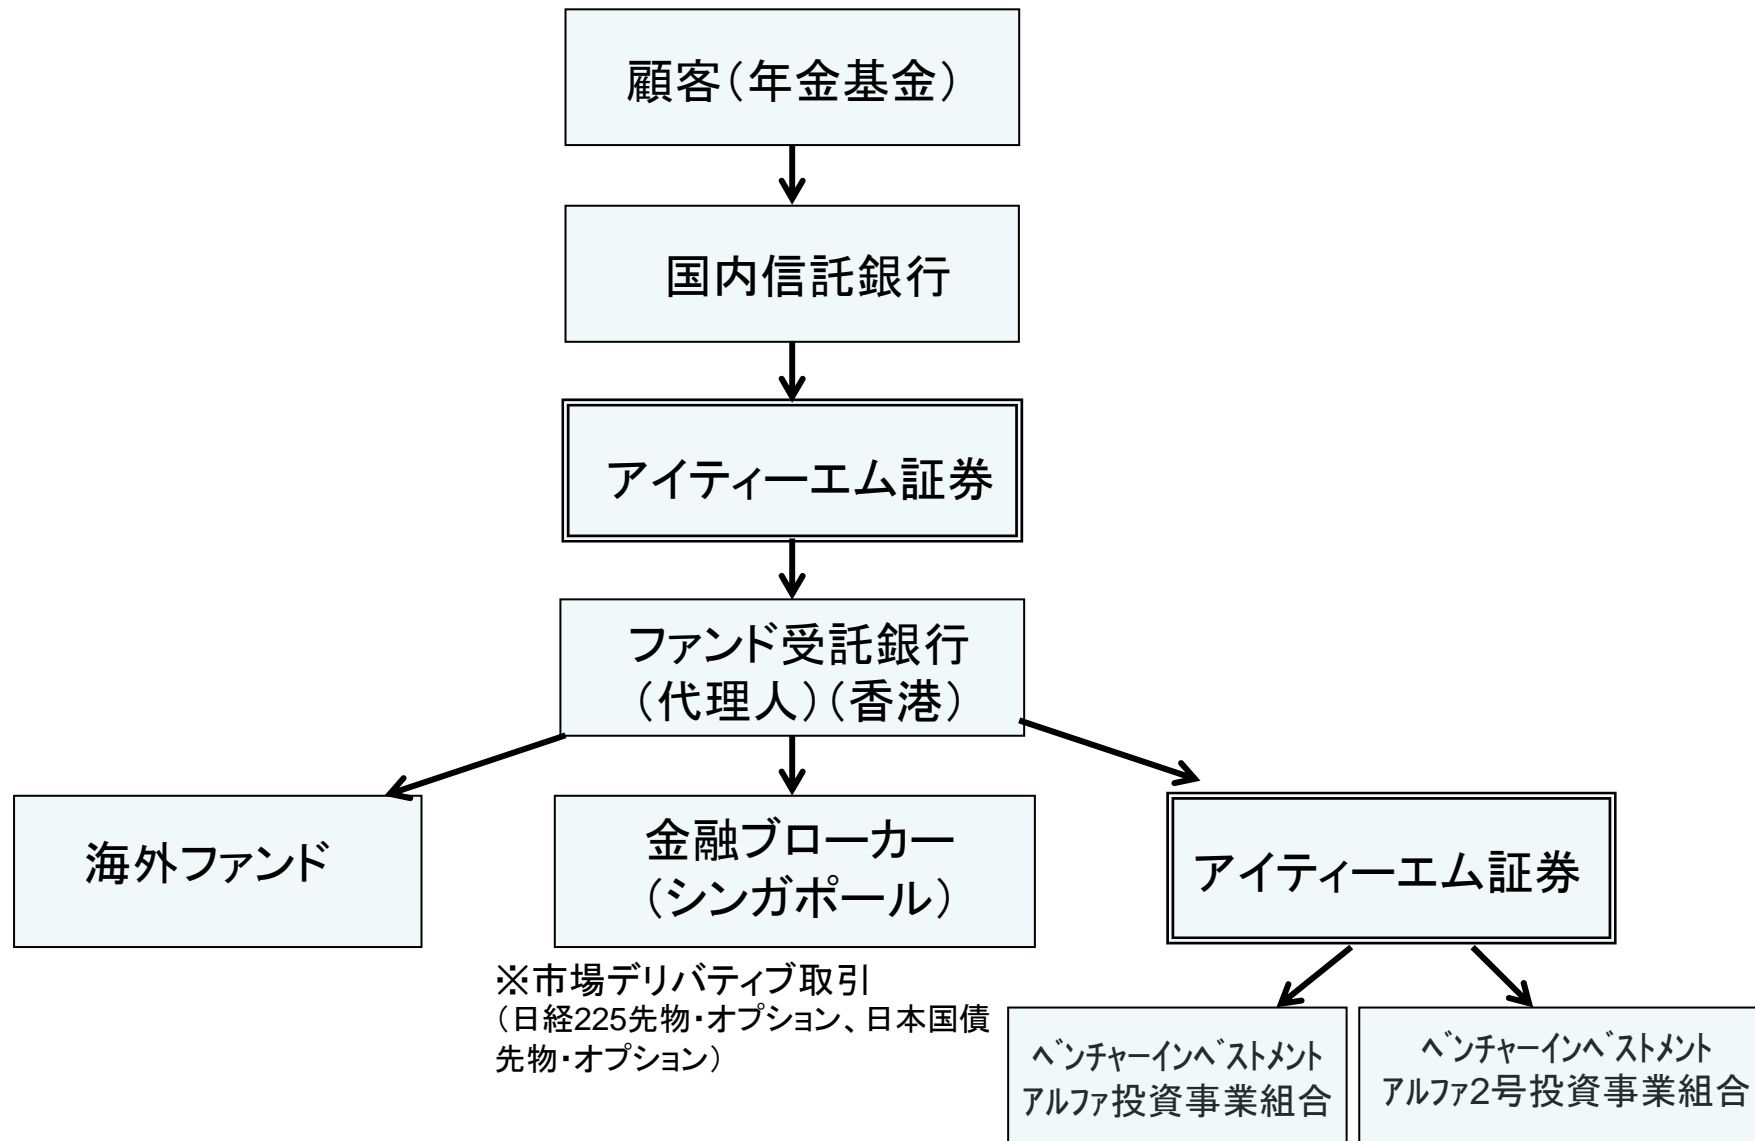 顧客（年金基金）
国内信託銀行
アイティーエム証券
ファンド受託銀行
（代理人）（香港）
海外ファンド
金融ブローカー
（シンガポール）
アイティーエム証券
※市場デリバティブ取引
（日経225先物・オプション、日本国債
先物・オプション）
ﾍﾞﾝﾁｬｰｲﾝﾍﾞｽﾄﾒﾝﾄ
ｱﾙﾌｧ投資事業組合
ﾍﾞﾝﾁｬｰｲﾝﾍﾞｽﾄﾒﾝﾄ
ｱﾙﾌｧ2号投資事業組合